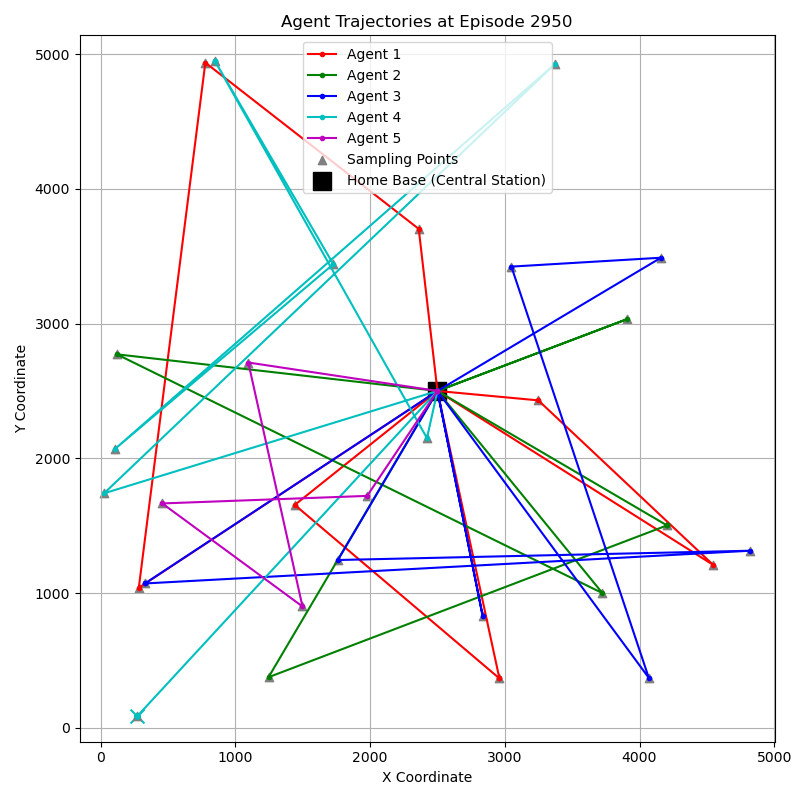 Agent Trajectories at Episode 2950
Agent 1
Agent 2
Agent 3
Agent 4
Agent 5
Sampling Points
Home Base (Central Station)
Y Coordinate
5000
4000
3000
2000
1000
0
0 1000 2000 3000 4000 5000
X Coordinate